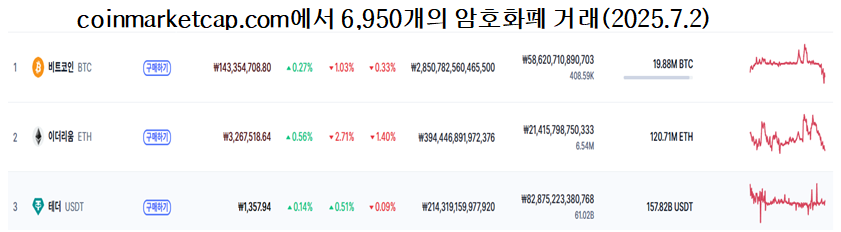 coinmarketcap.com에서 6,950개의 암호화폐 거래(2025.7.2)
1 비트코인 BTC 구매하기 ₩143,354,708.80 ▲0.27% ▼1.03% ▼0.33% ₩2,850,782,560,465,500 ₩58,620,710,890,703 19.88M BTC
408.59K
2 이더리움 ETH 구매하기 ₩3,267,518.64 ▲0.56% ▼2.71% ▼1.40% ₩394,446,891,972,376 ₩21,415,798,750,333 120.71M ETH
6.54M
3 테더 USDT 구매하기 ₩1,357.94 ▲0.14% ▲0.51% ▼0.09% ₩214,319,159,977,920 ₩82,875,223,380,768 157.82B USDT
61.02B